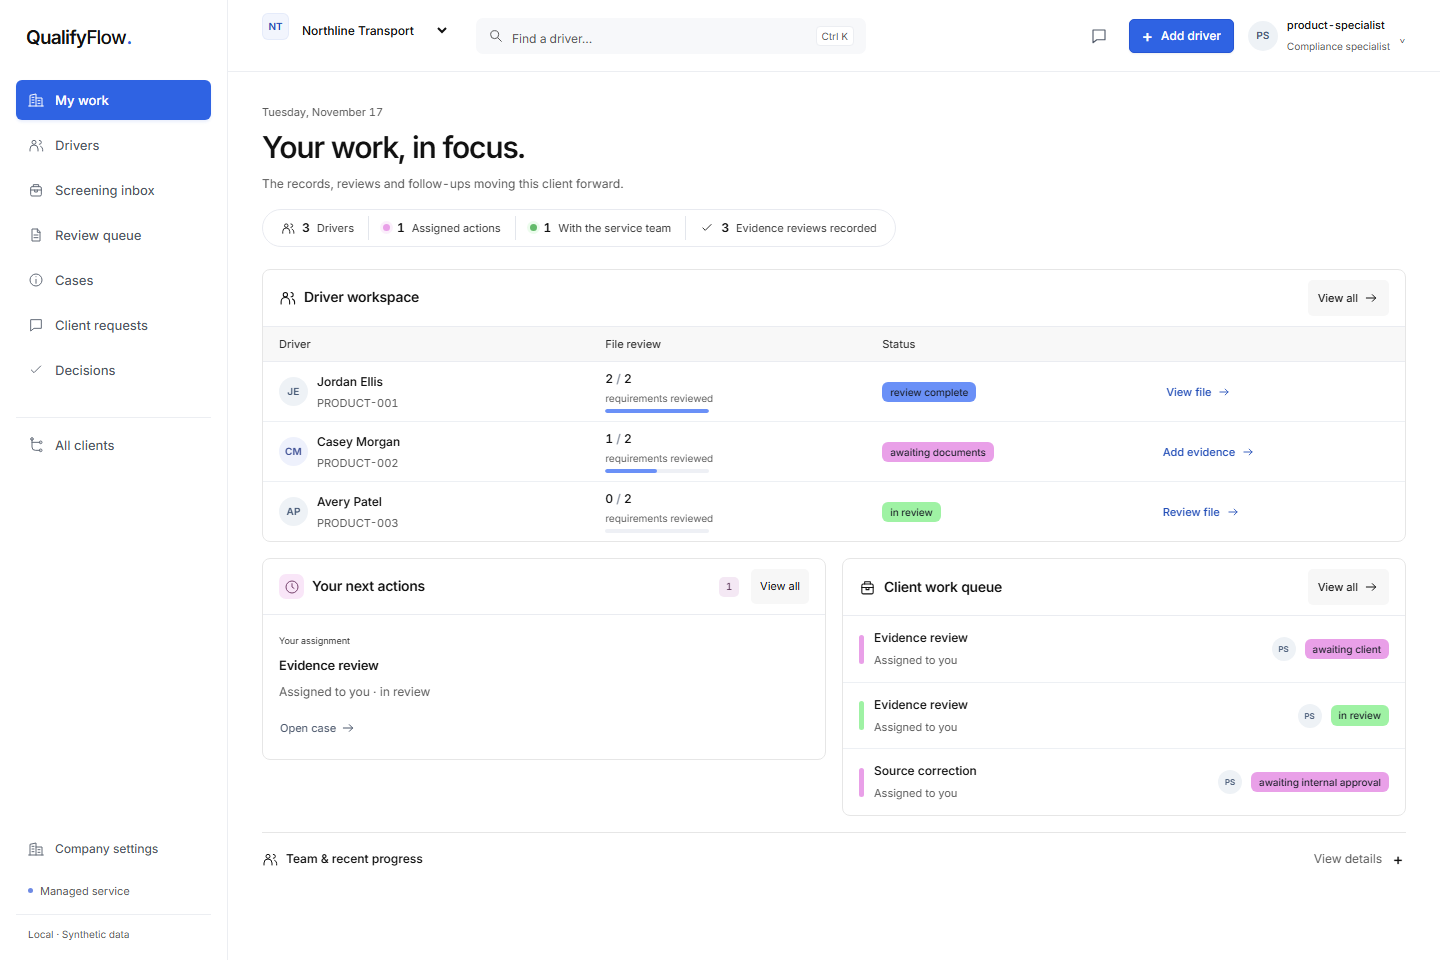 QualifyFlow.
NT
Northline Transport
Find a driver...
Ctrl K
+ Add driver
PS
product-specialist
Compliance specialist
My work
Drivers
Screening inbox
Review queue
Cases
Client requests
Decisions
All clients
Company settings
Managed service
Local · Synthetic data
Tuesday, November 17
Your work, in focus.
The records, reviews and follow-ups moving this client forward.
3 Drivers
1 Assigned actions
1 With the service team
3 Evidence reviews recorded
Driver workspace
View all →
Driver File review Status
JE
Jordan Ellis
PRODUCT-001
2 / 2
requirements reviewed
review complete
View file →
CM
Casey Morgan
PRODUCT-002
1 / 2
requirements reviewed
awaiting documents
Add evidence →
AP
Avery Patel
PRODUCT-003
0 / 2
requirements reviewed
in review
Review file →
Your next actions
1
View all
Your assignment
Evidence review
Assigned to you · in review
Open case →
Client work queue
View all →
Evidence review
Assigned to you
PS
awaiting client
Evidence review
Assigned to you
PS
in review
Source correction
Assigned to you
PS
awaiting internal approval
Team & recent progress
View details +